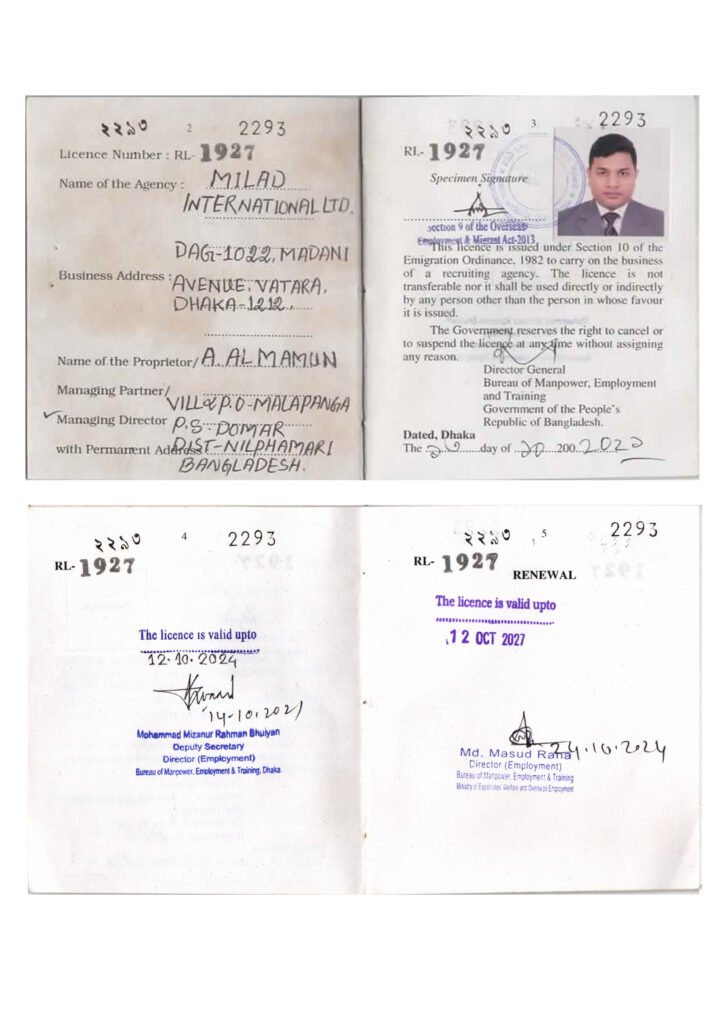 ২২১৩ 2 2293
Licence Number : RL- 1927
Name of the Agency : MILAD
INTERNATIONAL LTD.
DAG-1022, MADANI
Business Address : AVENUE, VATARA,
DHAKA-1212.
Name of the Proprietor/ A. AL MAMUN
Managing Partner/
VILL & P.O-MALAPANGA
Managing Director P.S-DOMAR
with Permanent Address : DIST-NILPHAMARI
BANGLADESH.
২২১৩ 3 2293
RL- 1927
Specimen Signature
Section 9 of the Overseas
Employment & Migrant Act-2013
This licence is issued under Section 10 of the
Emigration Ordinance, 1982 to carry on the business
of a recruiting agency. The licence is not
transferable nor it shall be used directly or indirectly
by any person other than the person in whose favour
it is issued.
The Government reserves the right to cancel or
to suspend the licence at any time without assigning
any reason.
Director General
Bureau of Manpower, Employment
and Training
Government of the People's
Republic of Bangladesh.
Dated, Dhaka
The day of 200
২২১৩ 4 2293
RL- 1927
The licence is valid upto
12.10.2024
14-10.2021
Mohammad Mizanur Rahman Bhuiyan
Deputy Secretary
Director (Employment)
Bureau of Manpower, Employment & Training, Dhaka
২২১৩ 5 2293
RL- 1927
RENEWAL
The licence is valid upto
12 OCT 2027
Md. Masud Rana 24.10.2024
Director (Employment)
Bureau of Manpower, Employment & Training
Ministry of Expatriates' Welfare and Overseas Employment